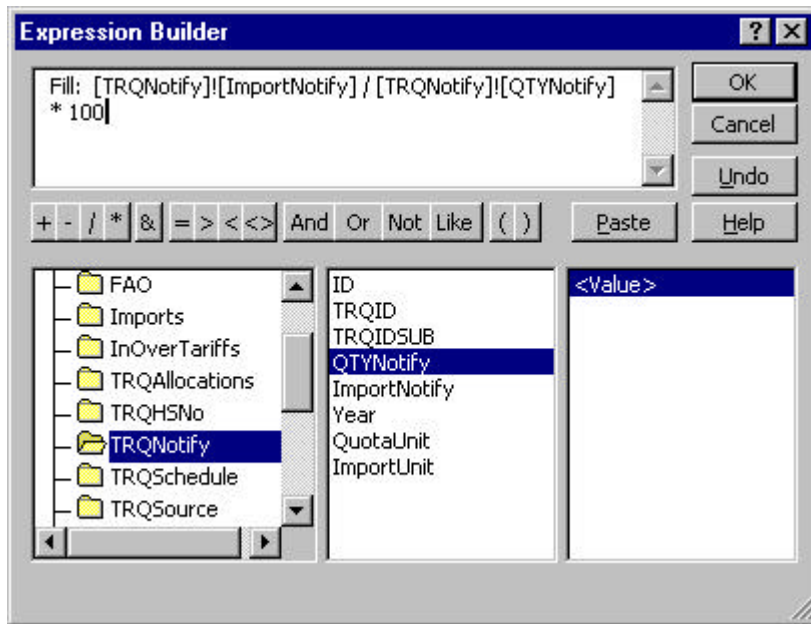 Expression Builder
?
Fill: [TRQNotify]![ImportNotify] / [TRQNotify]![QTYNotify]
* 100
OK
Cancel
Undo
+ - / * & = > < <> And Or Not Like ( ) Paste Help
FAO
Imports
InOverTariffs
TRQAllocations
TRQHSNo
TRQNotify
TRQSchedule
TRQSource
ID
TRQID
TRQIDSUB
QTYNotify
ImportNotify
Year
QuotaUnit
ImportUnit
<Value>